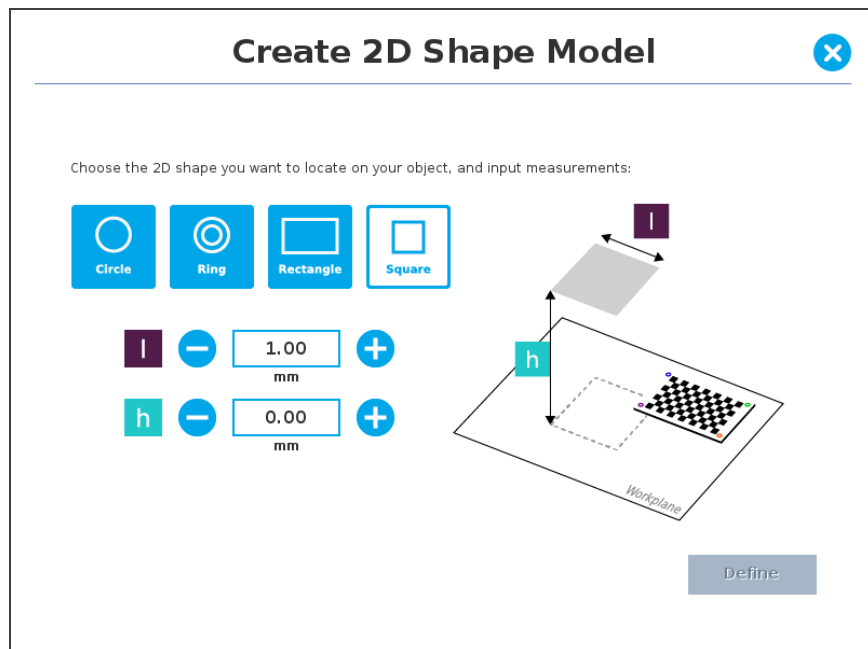 Create 2D Shape Model
Choose the 2D shape you want to locate on your object, and input measurements:
Circle
Ring
Rectangle
Square
l
l
1.00
mm
h
h
0.00
mm
Workplane
Define